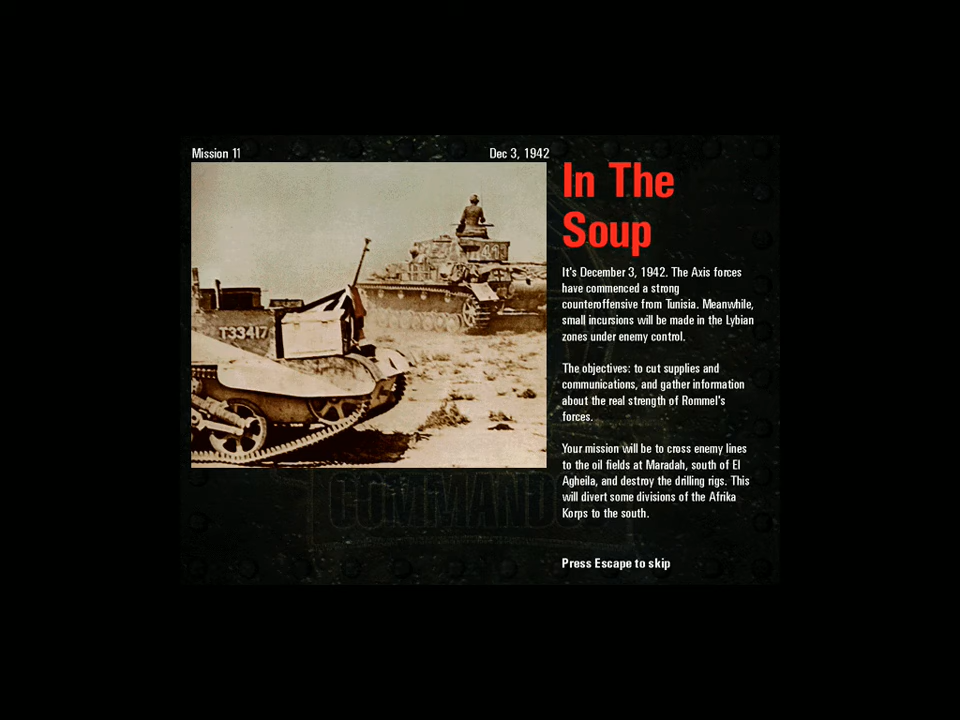 Mission 11
Dec 3, 1942
In The
Soup
It's December 3, 1942. The Axis forces
have commenced a strong
counteroffensive from Tunisia. Meanwhile,
small incursions will be made in the Lybian
zones under enemy control.
The objectives: to cut supplies and
communications, and gather information
about the real strength of Rommel's
forces.
Your mission will be to cross enemy lines
to the oil fields at Maradah, south of El
Agheila, and destroy the drilling rigs. This
will divert some divisions of the Afrika
Korps to the south.
Press Escape to skip
T33417
COMMANDOS